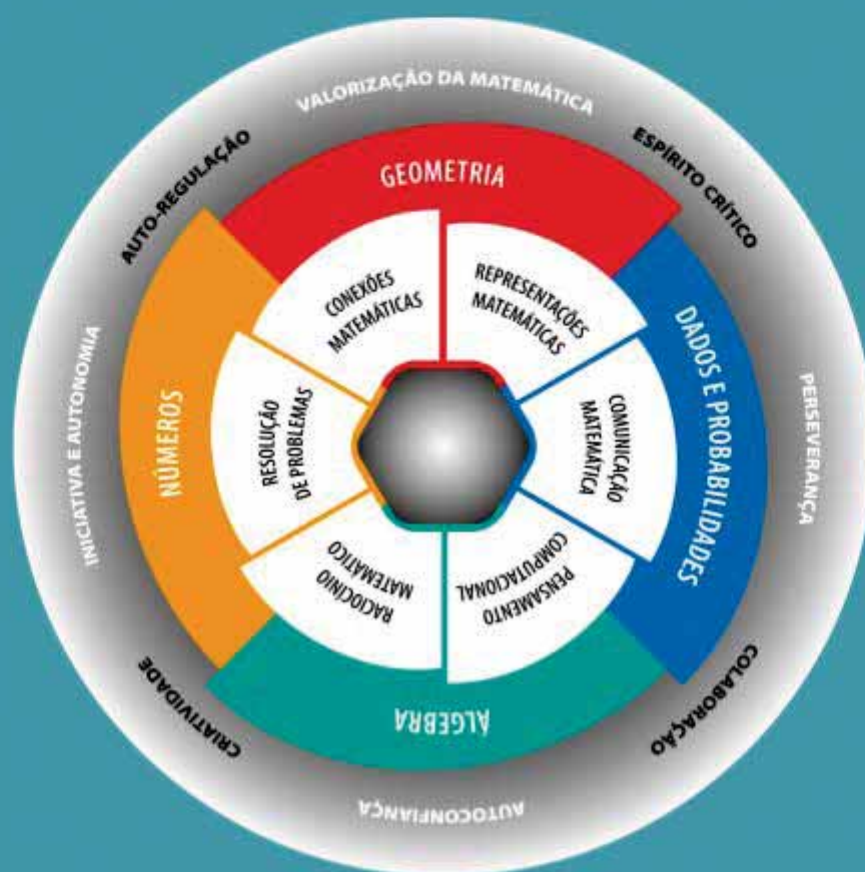 VALORIZAÇÃO DA MATEMÁTICA
ESPÍRITO CRÍTICO
PERSEVERANÇA
COLABORAÇÃO
AUTOCONFIANÇA
CRIATIVIDADE
INICIATIVA E AUTONOMIA
AUTO-REGULAÇÃO
GEOMETRIA
DADOS E PROBABILIDADES
ÁLGEBRA
NÚMEROS
REPRESENTAÇÕES
MATEMÁTICAS
COMUNICAÇÃO
MATEMÁTICA
PENSAMENTO
COMPUTACIONAL
RACIOCÍNIO
MATEMÁTICO
RESOLUÇÃO
DE PROBLEMAS
CONEXÕES
MATEMÁTICAS